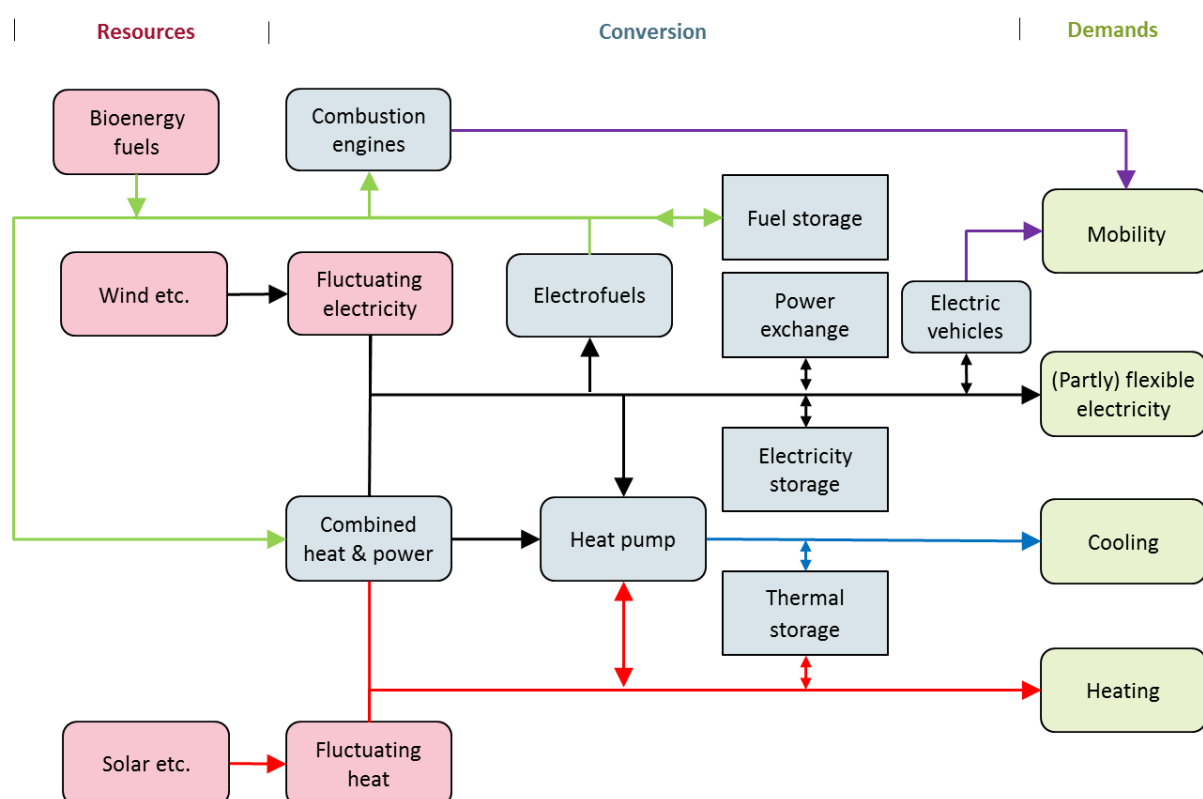 Resources
Conversion
Demands
Bioenergy
fuels
Combustion
engines
Fuel storage
Mobility
Wind etc.
Fluctuating
electricity
Electrofuels
Power
exchange
Electric
vehicles
(Partly) flexible
electricity
Electricity
storage
Combined
heat & power
Heat pump
Cooling
Thermal
storage
Heating
Solar etc.
Fluctuating
heat